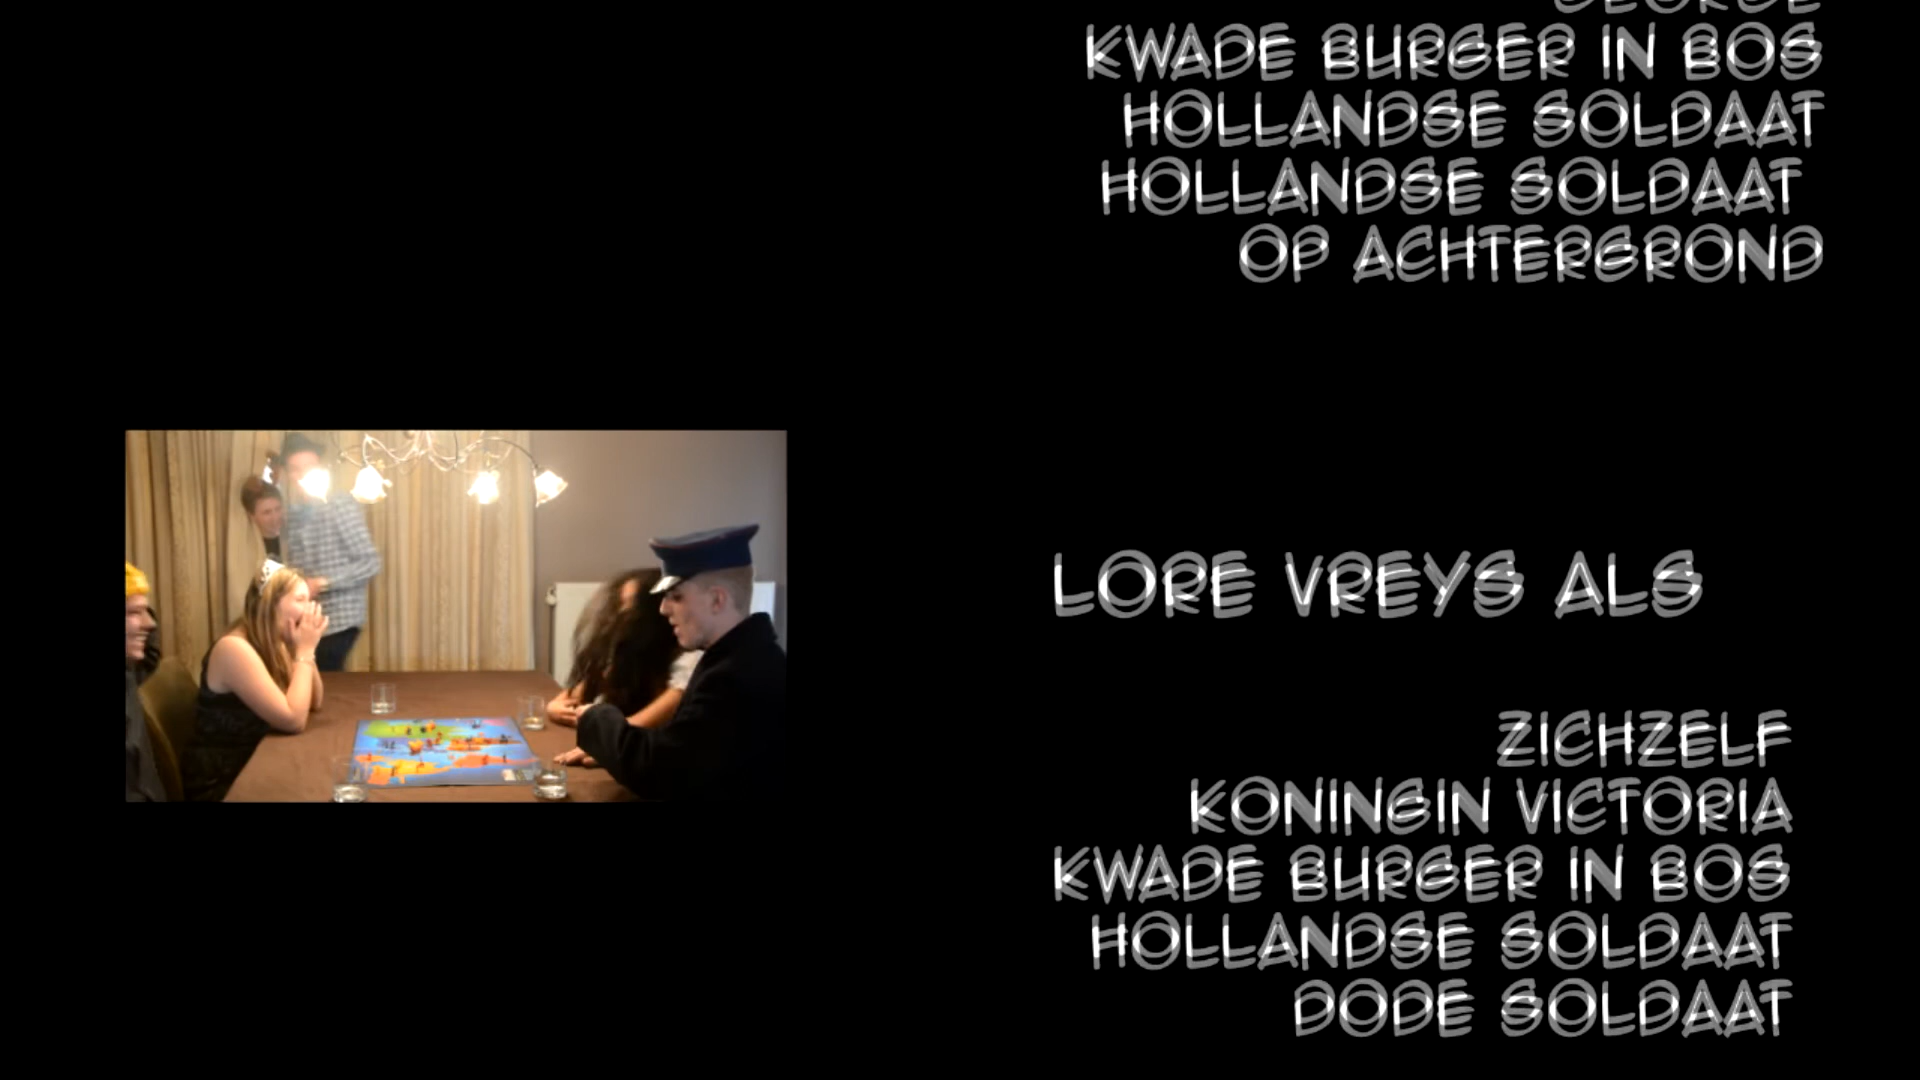 GEORGE
KWADE BURGER IN BOS
HOLLANDSE SOLDAAT
HOLLANDSE SOLDAAT
OP ACHTERGROND
LORE VREYS ALS
ZICHZELF
KONINGIN VICTORIA
KWADE BURGER IN BOS
HOLLANDSE SOLDAAT
DODE SOLDAAT